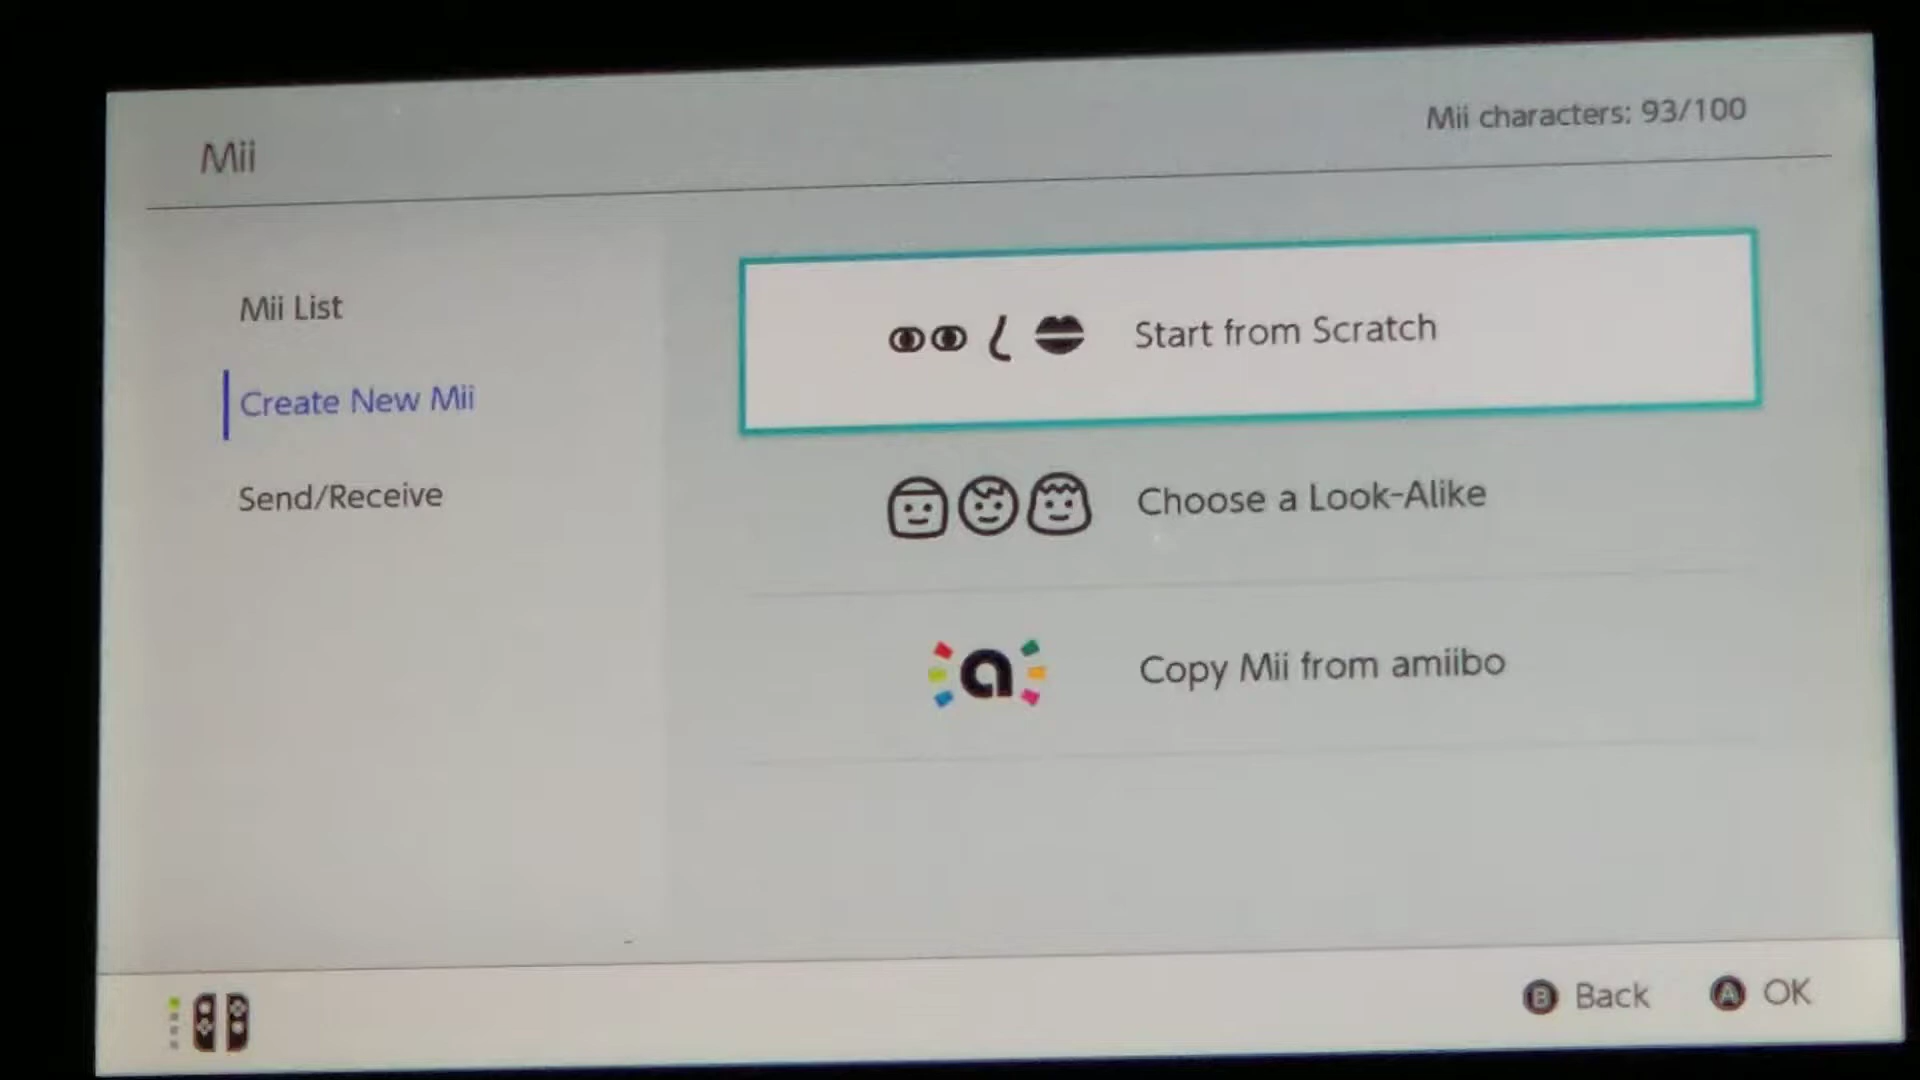 Mii
Mii characters: 93/100
Mii List
Create New Mii
Send/Receive
Start from Scratch
Choose a Look-Alike
a
Copy Mii from amiibo
B Back
A OK